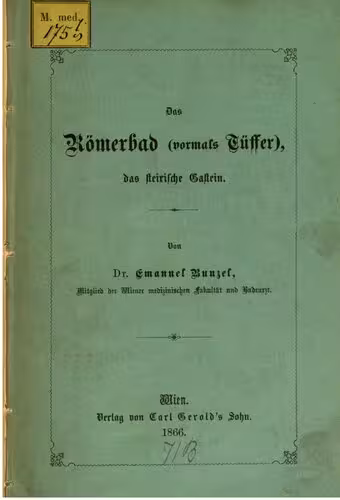 M. med.
175
Das
Römerbad (vormals Tüffer),
das steirische Gastein.
Von
Dr. Emanuel Bunzel,
Mitglied der Wiener medizinischen Fakultät und Badearzt.
Wien.
Verlag von Carl Gerold's Sohn.
1866.